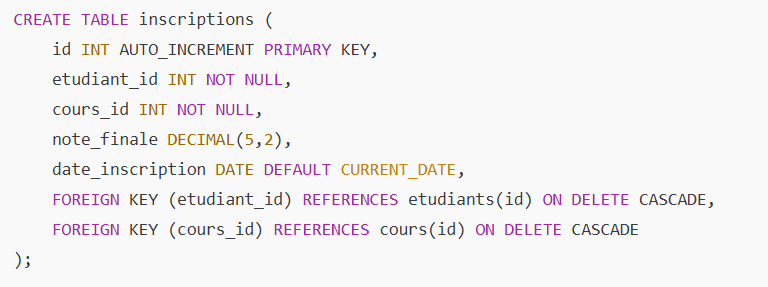 CREATE TABLE inscriptions (
    id INT AUTO_INCREMENT PRIMARY KEY,
    etudiant_id INT NOT NULL,
    cours_id INT NOT NULL,
    note_finale DECIMAL(5,2),
    date_inscription DATE DEFAULT CURRENT_DATE,
    FOREIGN KEY (etudiant_id) REFERENCES etudiants(id) ON DELETE CASCADE,
    FOREIGN KEY (cours_id) REFERENCES cours(id) ON DELETE CASCADE
);